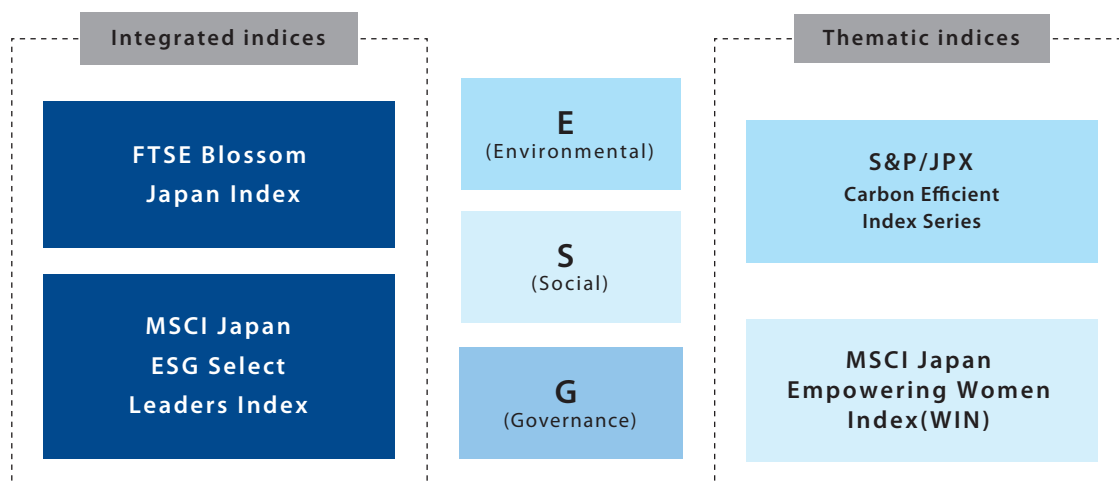 Integrated indices
FTSE Blossom
Japan Index
MSCI Japan
ESG Select
Leaders Index
E
(Environmental)
S
(Social)
G
(Governance)
Thematic indices
S&P/JPX
Carbon Efficient
Index Series
MSCI Japan
Empowering Women
Index(WIN)